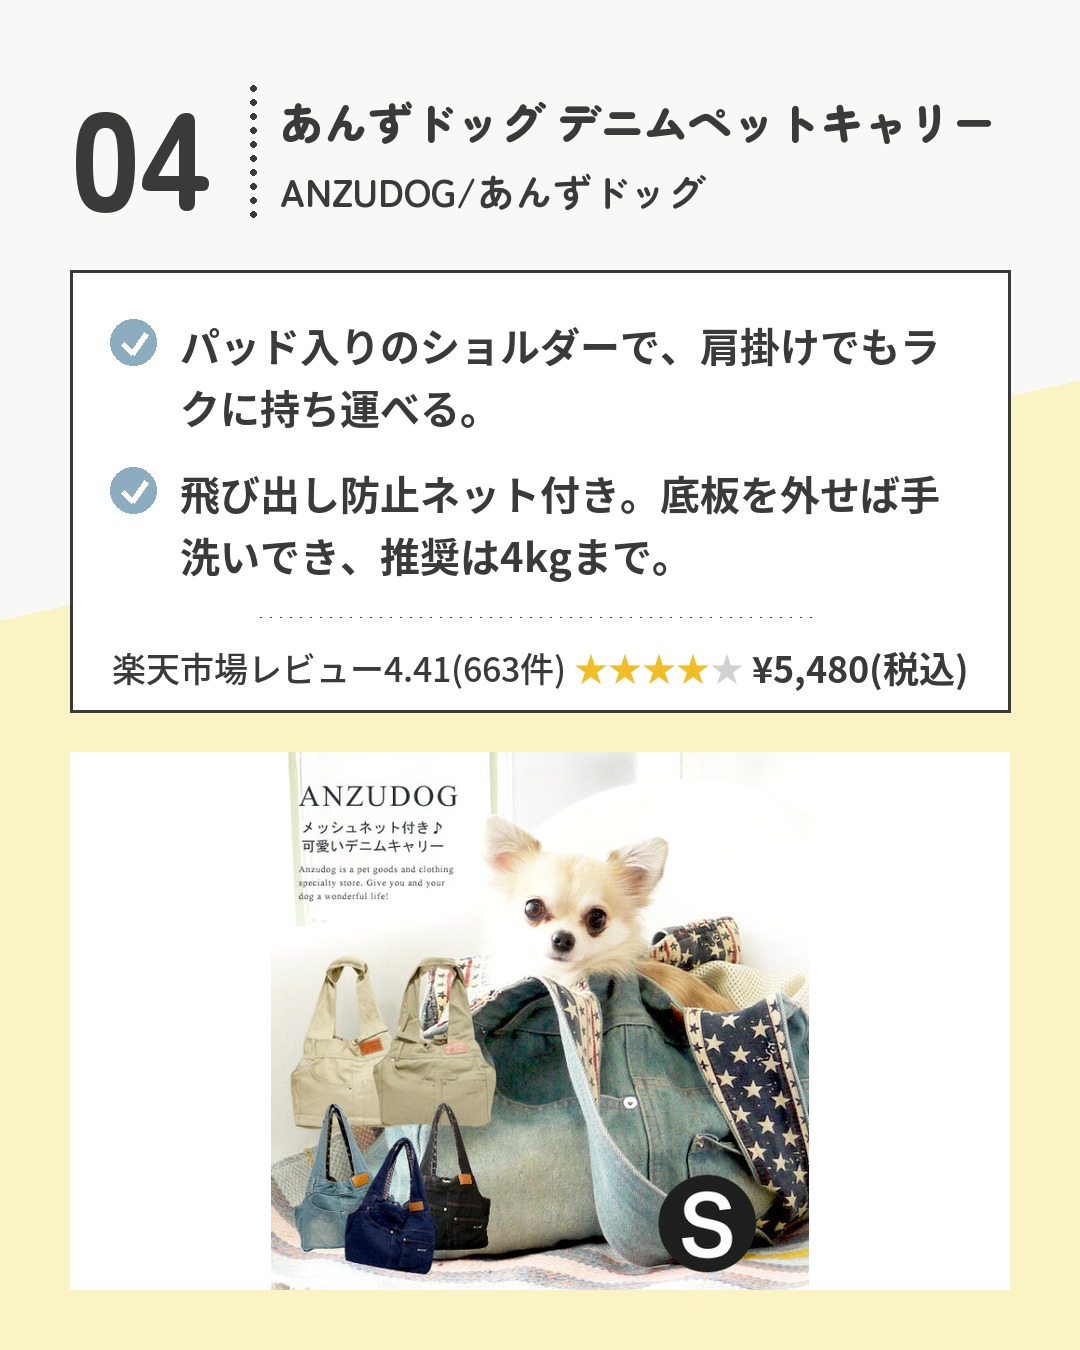 04
あんずドッグ デニムペットキャリー
ANZUDOG/あんずドッグ
パッド入りのショルダーで、肩掛けでもラ
クに持ち運べる。
飛び出し防止ネット付き。底板を外せば手
洗いでき、推奨は4kgまで。
楽天市場レビュー4.41(663件) ★★★★★ ¥5,480(税込)
ANZUDOG
メッシュネット付き♪
可愛いデニムキャリー
Anzudog is a pet goods and clothing
specialty store. Give you and your
dog a wonderful life!
S